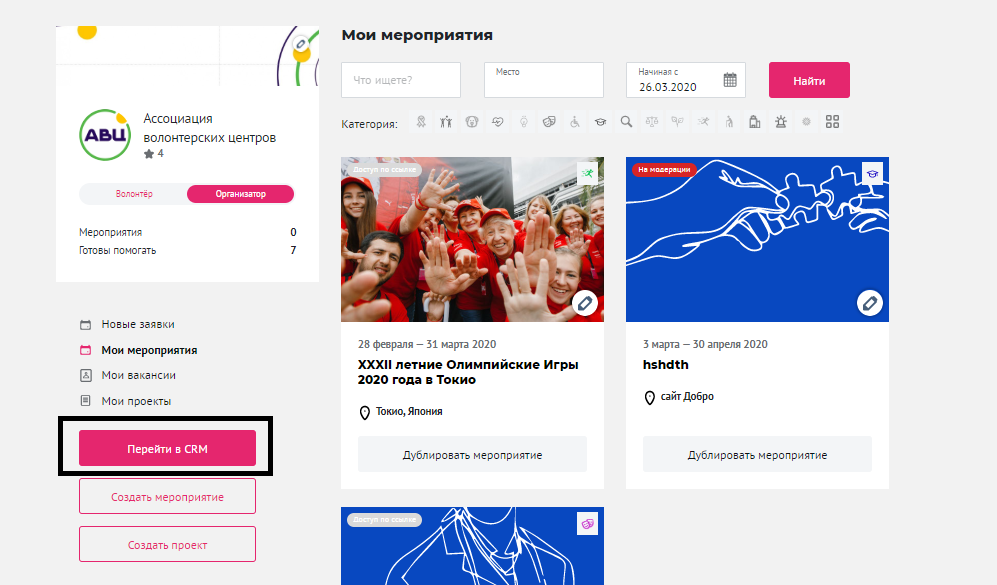 АВЦ
Ассоциация
волонтерских центров
4
Волонтёр
Организатор
Мероприятия 0
Готовы помогать 7
Новые заявки
Мои мероприятия
Мои вакансии
Мои проекты
Перейти в CRM
Создать мероприятие
Создать проект
Мои мероприятия
Что ищете?
Место
Начиная с
26.03.2020
Найти
Категория:
Доступ по ссылке
28 февраля — 31 марта 2020
XXXII летние Олимпийские Игры
2020 года в Токио
Токио, Япония
Дублировать мероприятие
На модерации
3 марта — 30 апреля 2020
hshdth
сайт Добро
Дублировать мероприятие
Доступ по ссылке